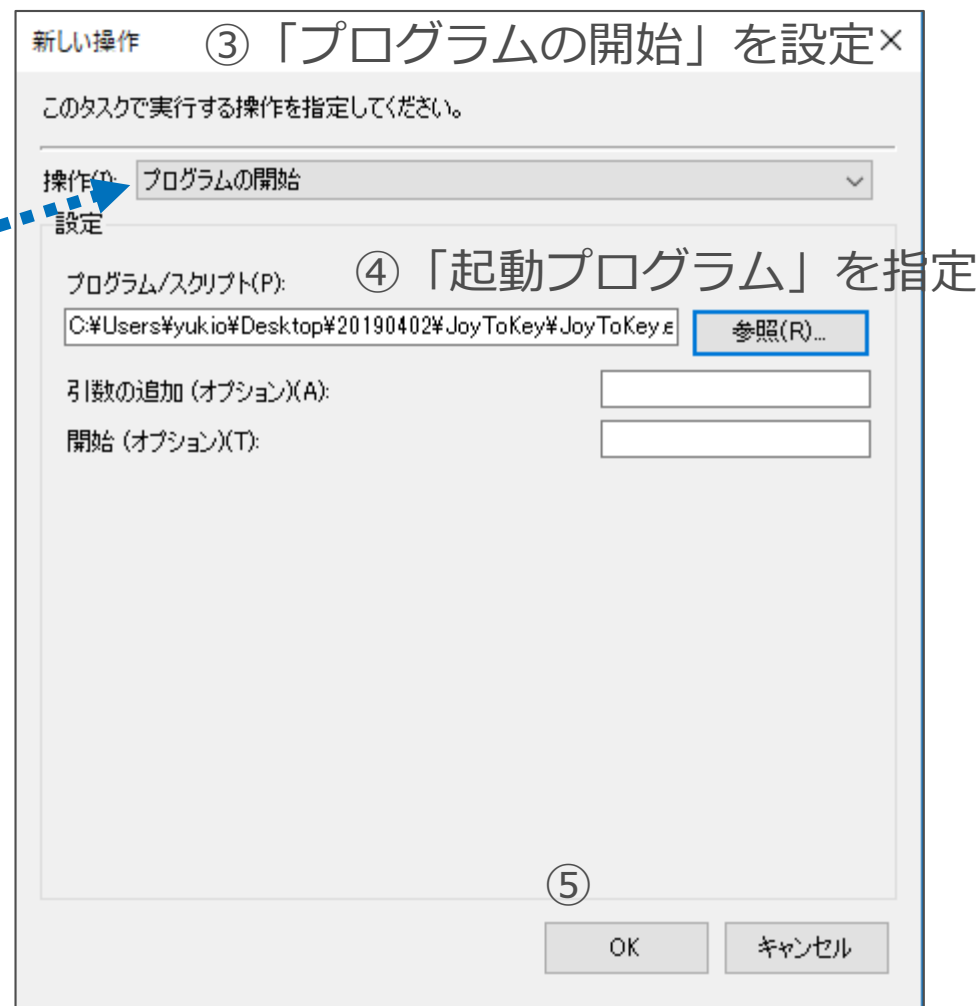 新しい操作 ③「プログラムの開始」を設定×
このタスクで実行する操作を指定してください。
操作(I): プログラムの開始
設定
④「起動プログラム」を指定
プログラム/スクリプト(P):
C:¥Users¥yukio¥Desktop¥20190402¥JoyToKey¥JoyToKey.e 参照(R)...
引数の追加 (オプション)(A):
開始 (オプション)(T):
⑤
OK キャンセル